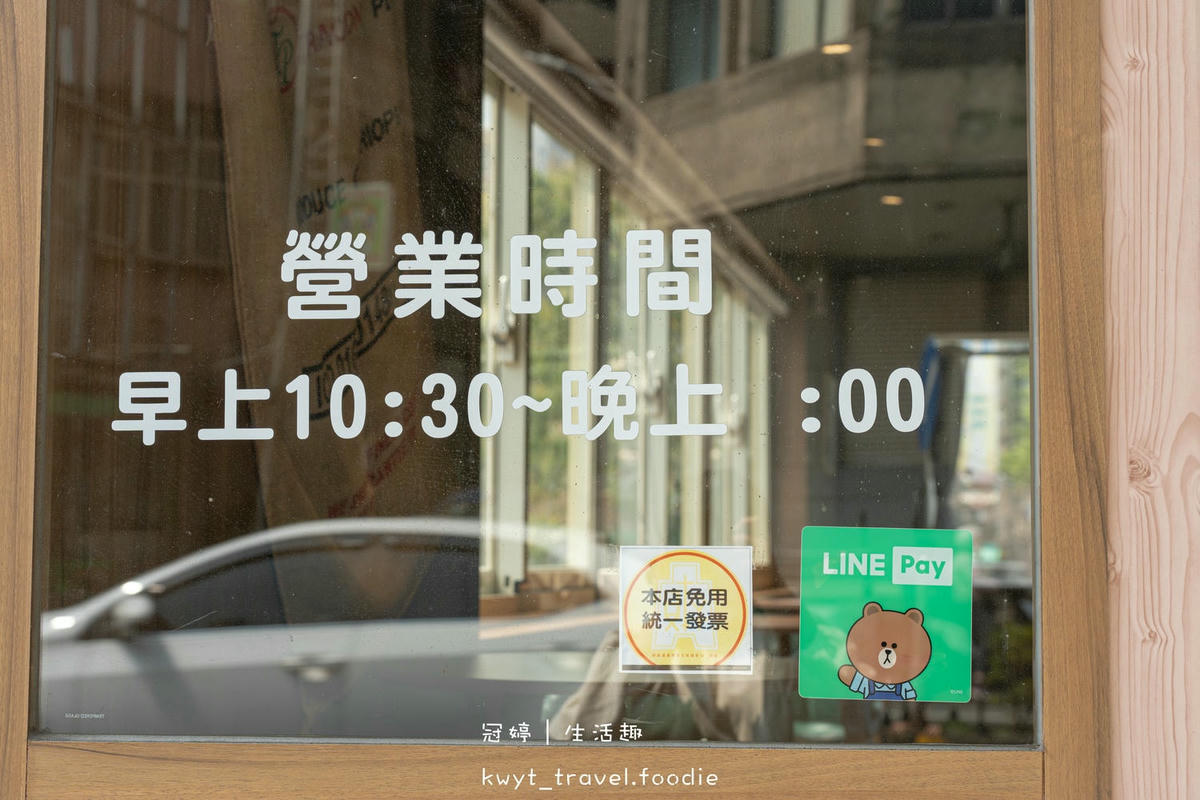 營業時間
早上10:30~晚上 :00
LINE Pay
本店免用
統一發票
冠婷 | 生活趣
kwyt_travel.foodie